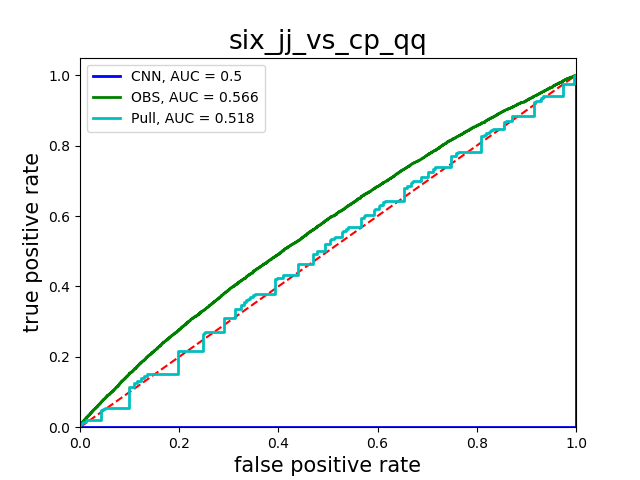 six_jj_vs_cp_qq
CNN, AUC = 0.5
OBS, AUC = 0.566
Pull, AUC = 0.518
1.0
0.8
0.6
0.4
0.2
0.0
true positive rate
0.0 0.2 0.4 0.6 0.8 1.0
false positive rate